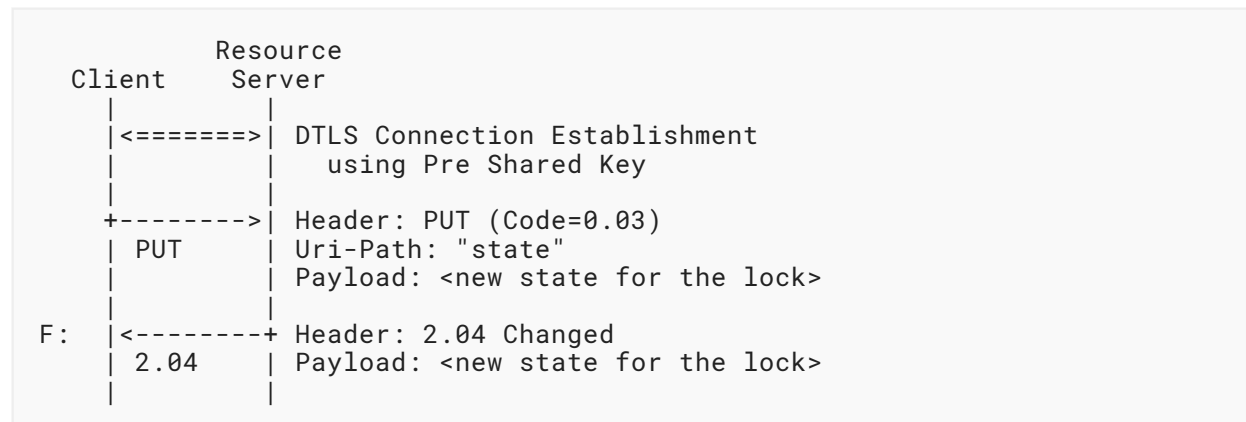 Resource
  Client    Server
    |         |
    |<=======>| DTLS Connection Establishment
    |         |   using Pre Shared Key
    |         |
    +-------->| Header: PUT (Code=0.03)
    | PUT     | Uri-Path: "state"
    |         | Payload: <new state for the lock>
    |         |
F:  |<--------+ Header: 2.04 Changed
    | 2.04    | Payload: <new state for the lock>
    |         |